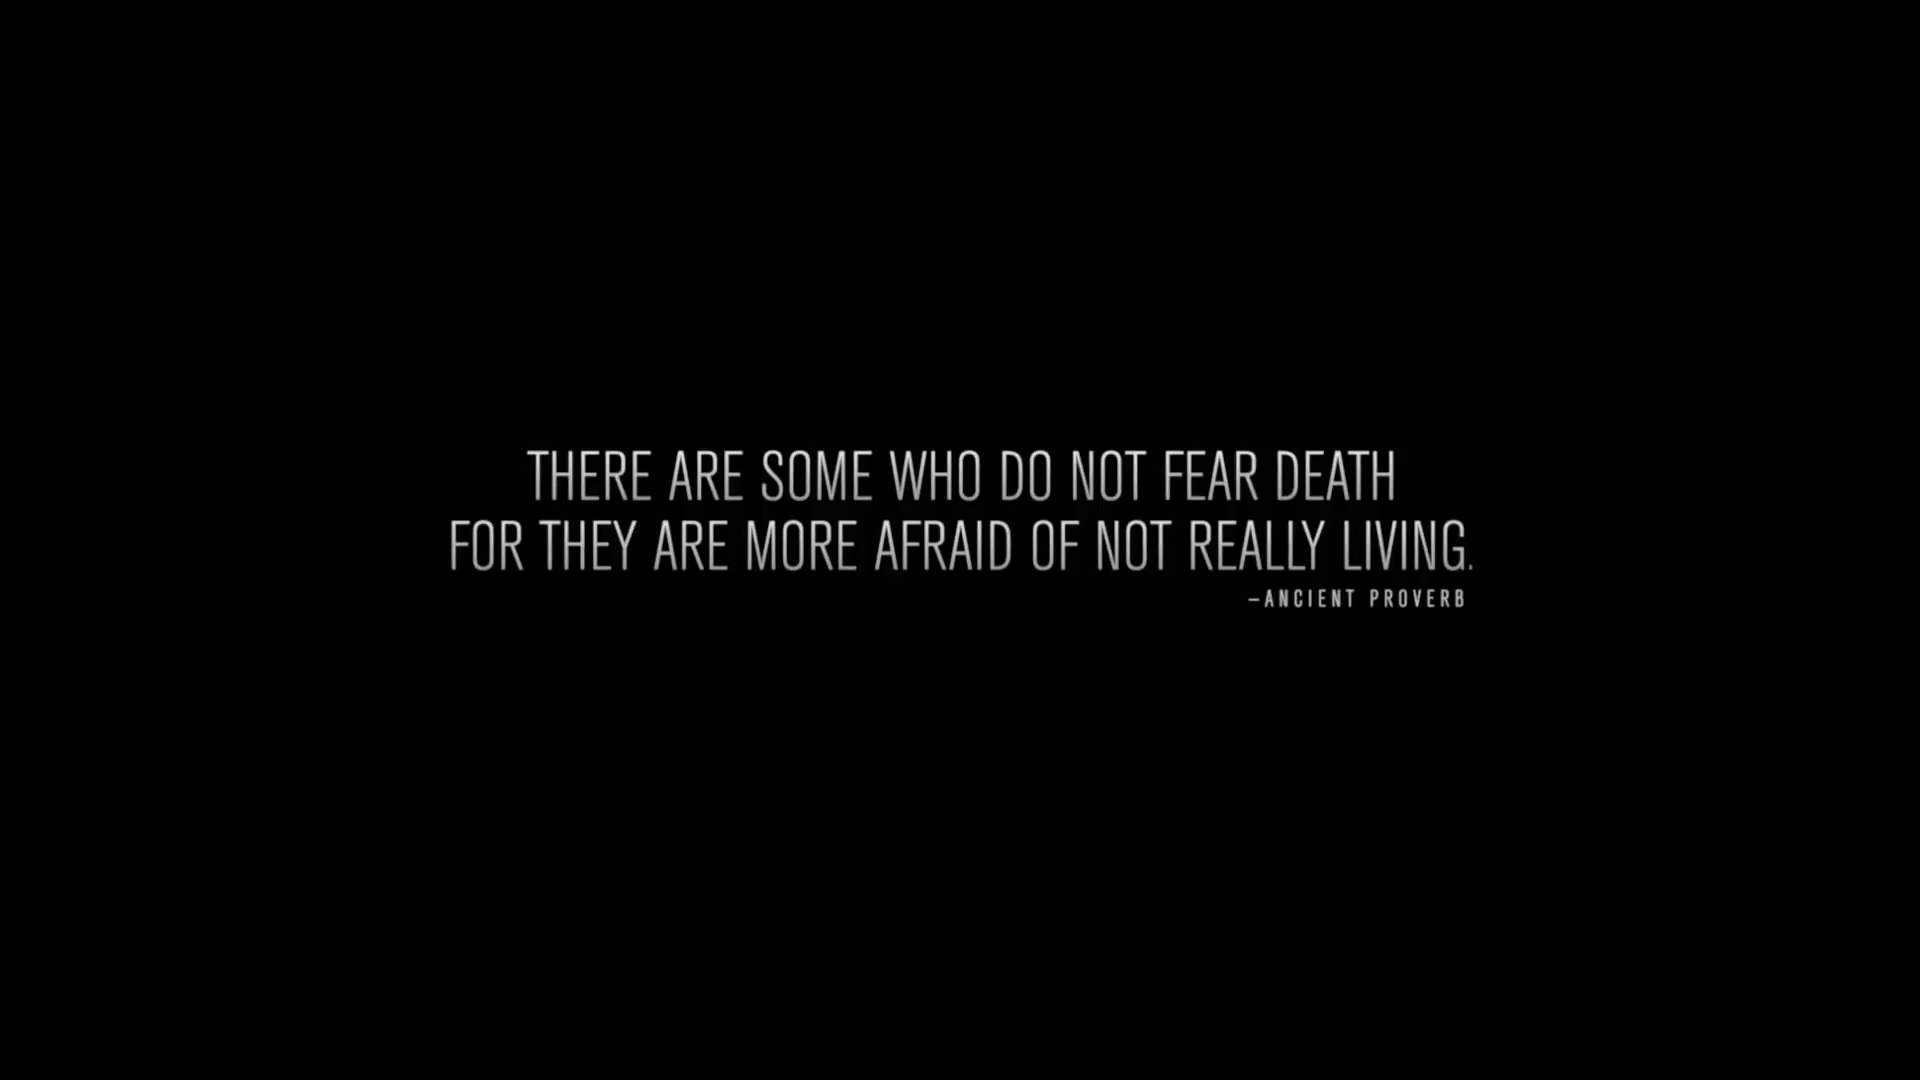 THERE ARE SOME WHO DO NOT FEAR DEATH
FOR THEY ARE MORE AFRAID OF NOT REALLY LIVING.
–ANCIENT PROVERB